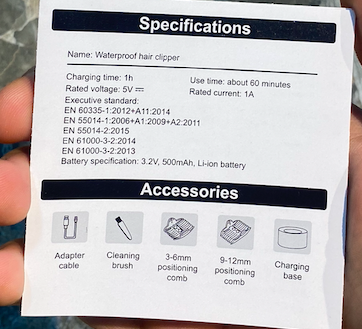 Specifications
Name: Waterproof hair clipper
Charging time: 1h
Use time: about 60 minutes
Rated voltage: 5V ⎓
Rated current: 1A
Executive standard:
EN 60335-1:2012+A11:2014
EN 55014-1:2006+A1:2009+A2:2011
EN 55014-2:2015
EN 61000-3-2:2014
EN 61000-3-2:2013
Battery specification: 3.2V, 500mAh, Li-ion battery
Accessories
Adapter
cable
Cleaning
brush
3-6mm
positioning
comb
9-12mm
positioning
comb
Charging
base